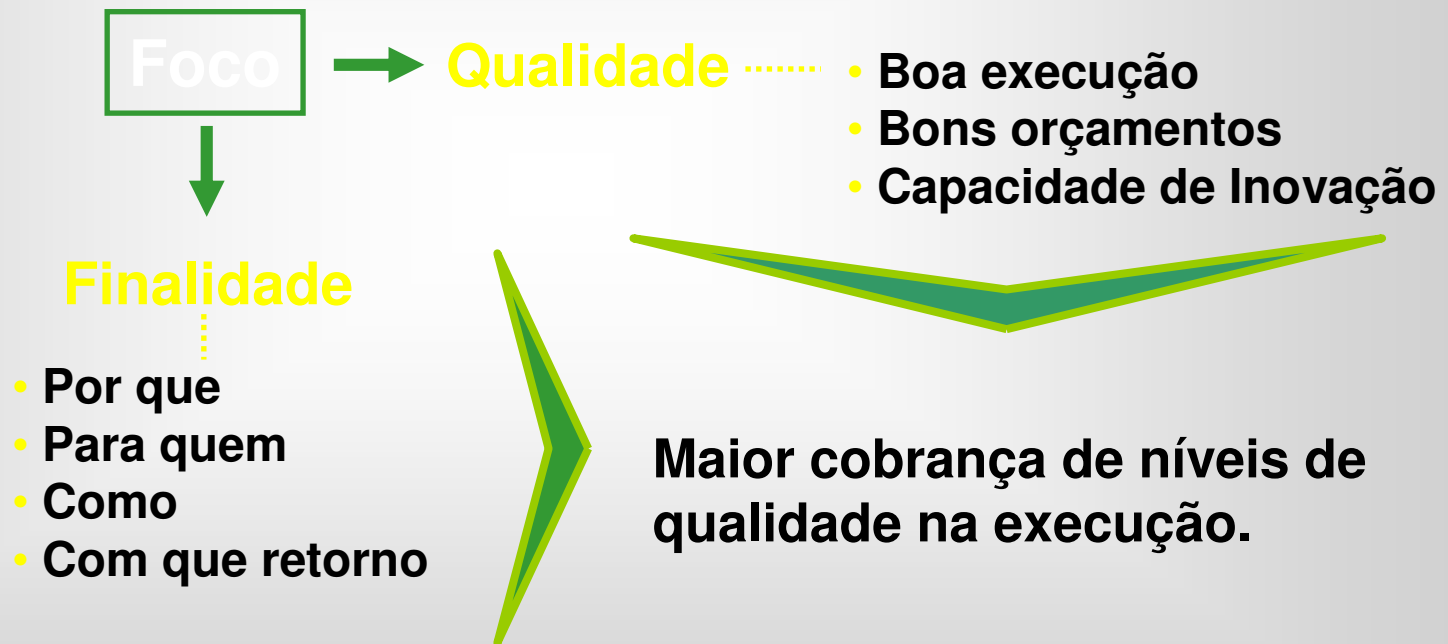 Foco
Qualidade
• Boa execução
• Bons orçamentos
• Capacidade de Inovação
Finalidade
• Por que
• Para quem
• Como
• Com que retorno
Maior cobrança de níveis de
qualidade na execução.